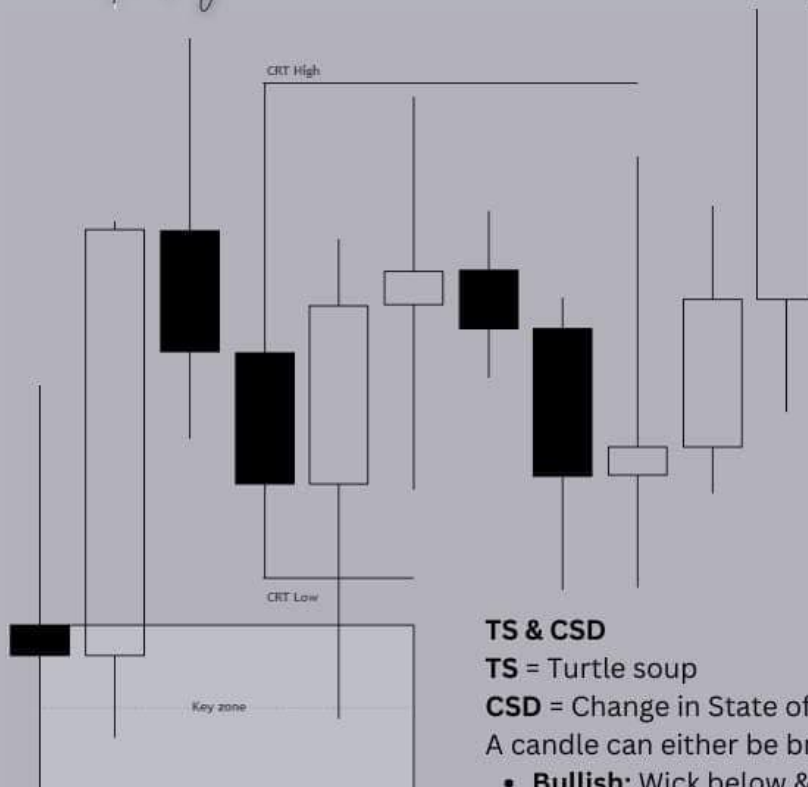 CRT High
CRT Low
Key zone
TS & CSD
TS = Turtle soup
CSD = Change in State of
A candle can either be
• Bullish: Wick below &